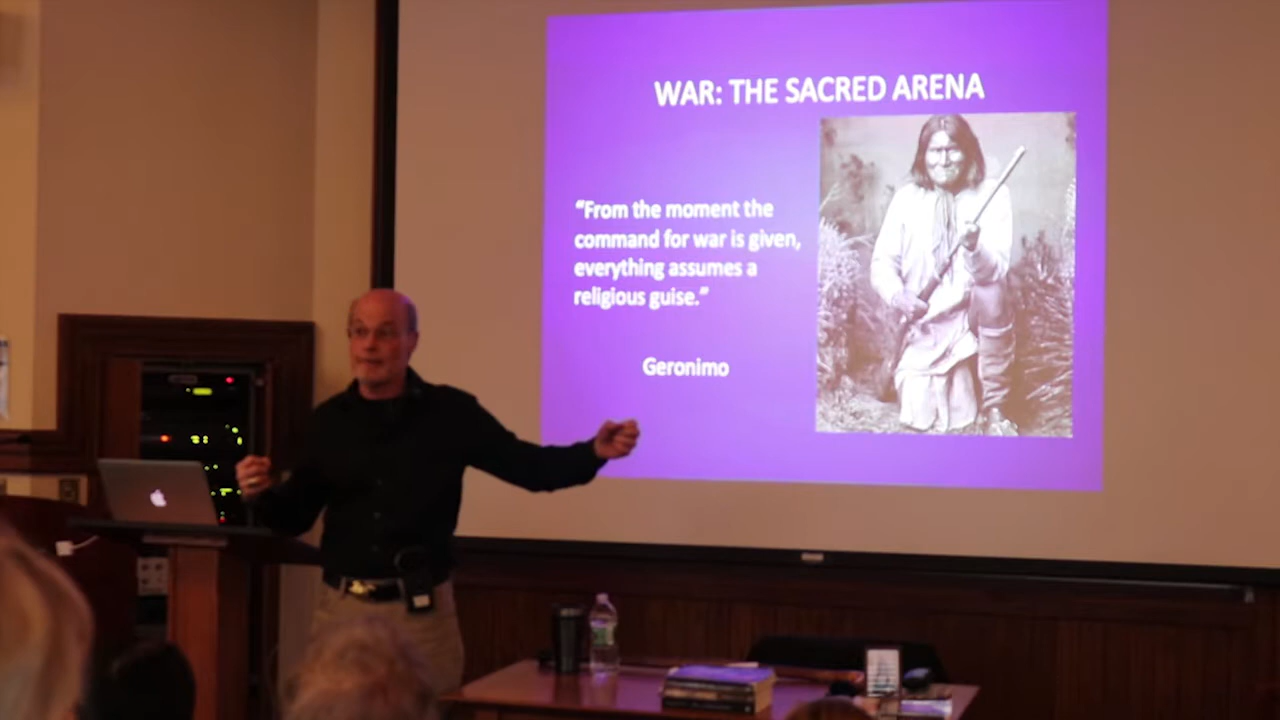 WAR: THE SACRED ARENA
“From the moment the
command for war is given,
everything assumes a
religious guise.”
Geronimo